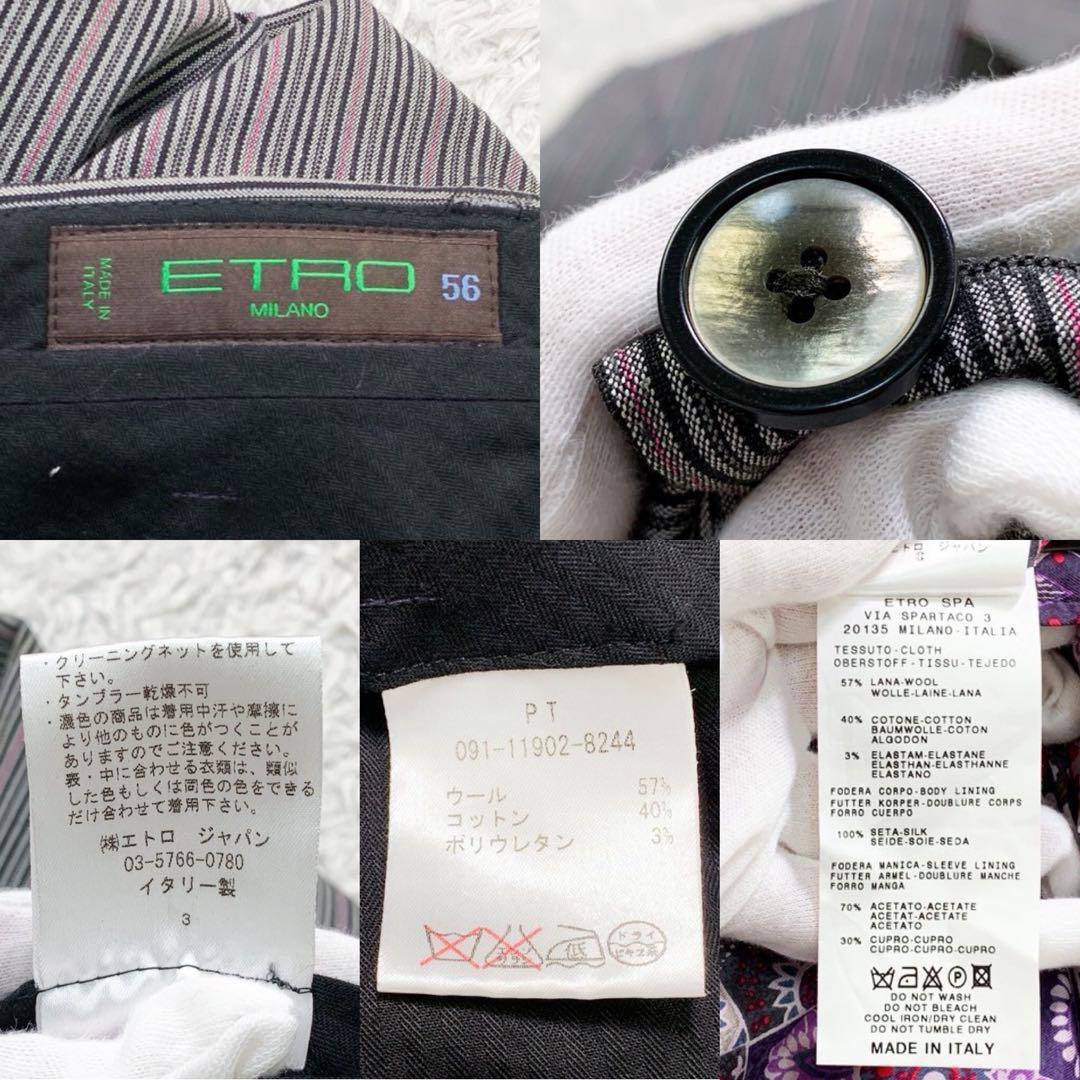 MADE IN
ITALY
ETRO
MILANO
56
・クリーニングネットを使用して
下さい。
・タンブラー乾燥不可
・濃色の商品は着用中汗や摩擦に
より他のものに色がつくことが
ありますのでご注意ください。
表・中に合わせる衣類は、類似
した色もしくは同色の色をできる
だけ合わせて着用下さい。
㈱エトロ ジャパン
03-5766-0780
イタリー製
3
PT
091-11902-8244
ウール 57%
コットン 40%
ポリウレタン 3%
低
ドライ
セキユ系
エトロ ジャパン
ETRO SPA
VIA SPARTACO 3
20135 MILANO-ITALIA
TESSUTO-CLOTH
OBERSTOFF-TISSU-TEJEDO
57% LANA-WOOL
WOLLE-LAINE-LANA
40% COTONE-COTTON
BAUMWOLLE-COTON
ALGODON
3% ELASTAM-ELASTANE
ELASTHAN-ELASTHANNE
ELASTANO
FODERA CORPO-BODY LINING
FUTTER KORPER-DOUBLURE CORPS
FORRO CUERPO
100% SETA-SILK
SEIDE-SOIE-SEDA
FODERA MANICA-SLEEVE LINING
FUTTER ARMEL-DOUBLURE MANCHE
FORRO MANGA
70% ACETATO-ACETATE
ACETAT-ACETATE
ACETATO
30% CUPRO-CUPRO
CUPRO-CUPRO-CUPRO
P
DO NOT WASH
DO NOT BLEACH
COOL IRON/DRY CLEAN
DO NOT TUMBLE DRY
MADE IN ITALY